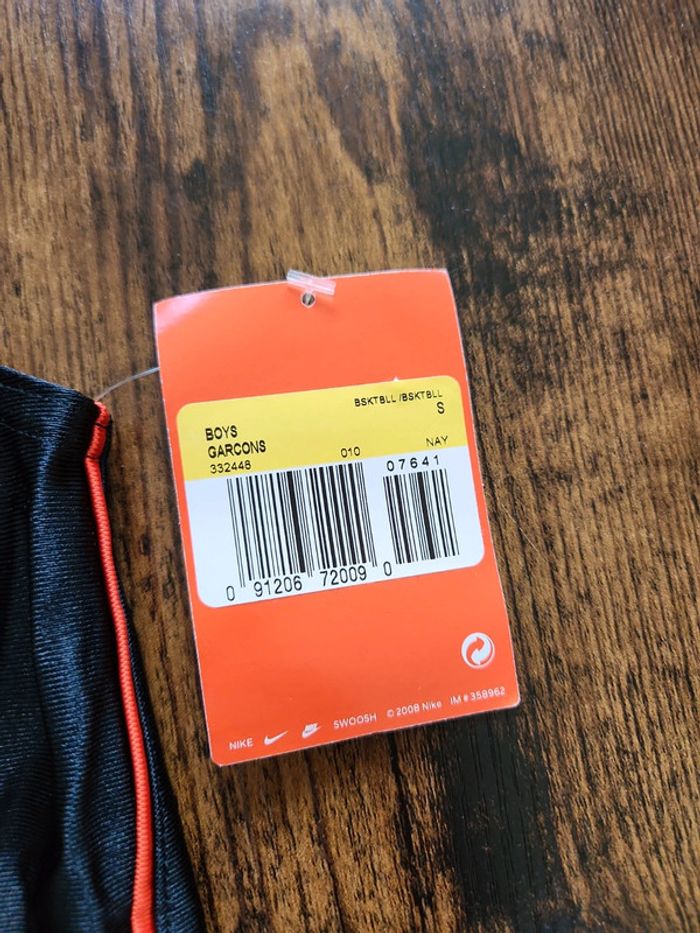 BSKTBLL /BSKTBLL
BOYS S
GARCONS
332448 010 NAY
07641
0 91206 72009 0
NIKE SWOOSH © 2008 Nike IM # 358962